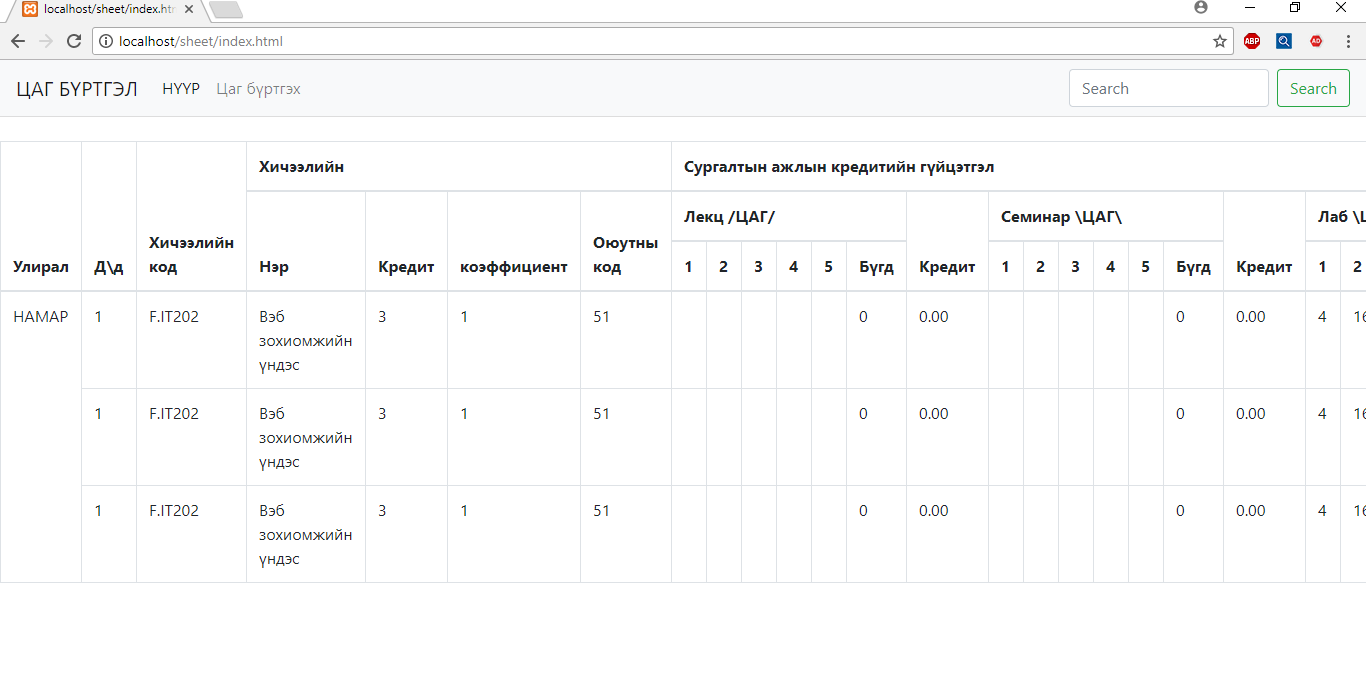 localhost/sheet/index.htm
localhost/sheet/index.html
ABP
AD
ЦАГ БҮРТГЭЛ НҮҮР Цаг бүртгэх Search Search
Хичээлийн Сургалтын ажлын кредитийн гүйцэтгэл
Лекц /ЦАГ/ Семинар \ЦАГ\ Лаб \Ц
Улирал Д\д Хичээлийн код Нэр Кредит коэффициент Оюутны код 1 2 3 4 5 Бүгд Кредит 1 2 3 4 5 Бүгд Кредит 1 2
НАМАР 1 F.IT202 Вэб 3 1 51 0 0.00 0 0.00 4 16
зохиомжийн
үндэс
1 F.IT202 Вэб 3 1 51 0 0.00 0 0.00 4 16
зохиомжийн
үндэс
1 F.IT202 Вэб 3 1 51 0 0.00 0 0.00 4 16
зохиомжийн
үндэс